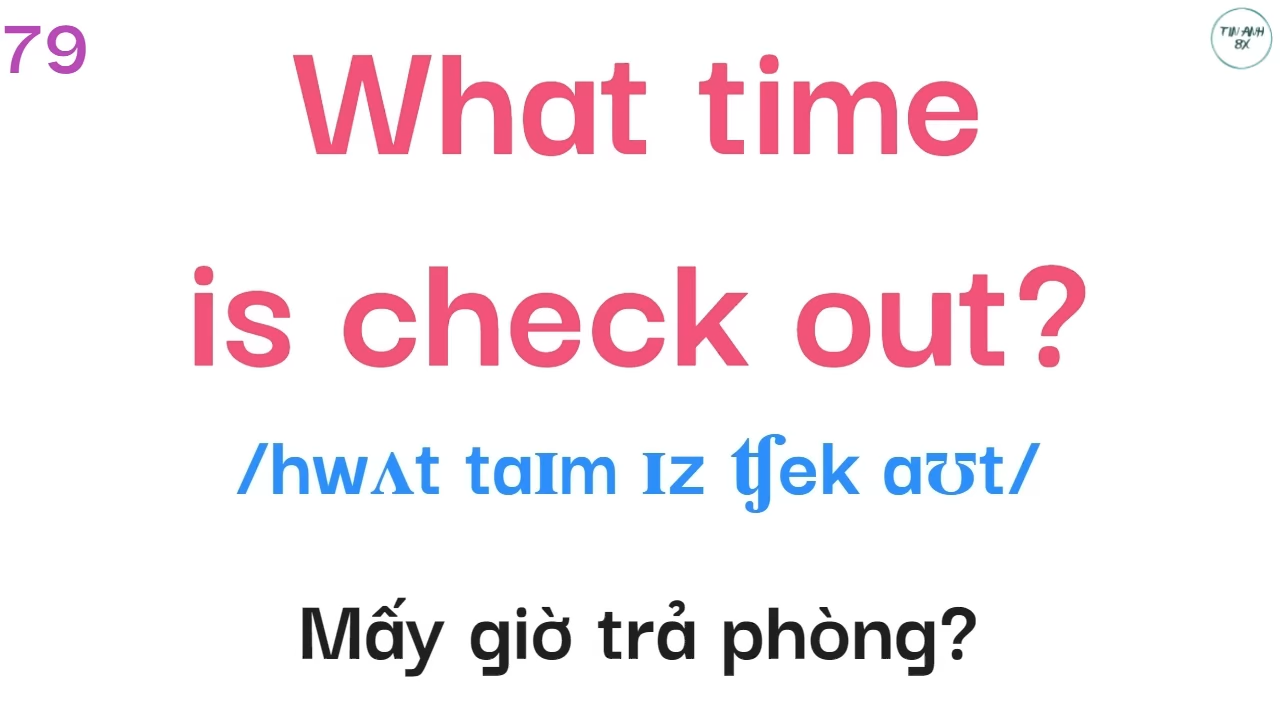 79
TIN ANH
8X
What time
is check out?
/hwʌt taɪm ɪz ʧek aʊt/
Mấy giờ trả phòng?